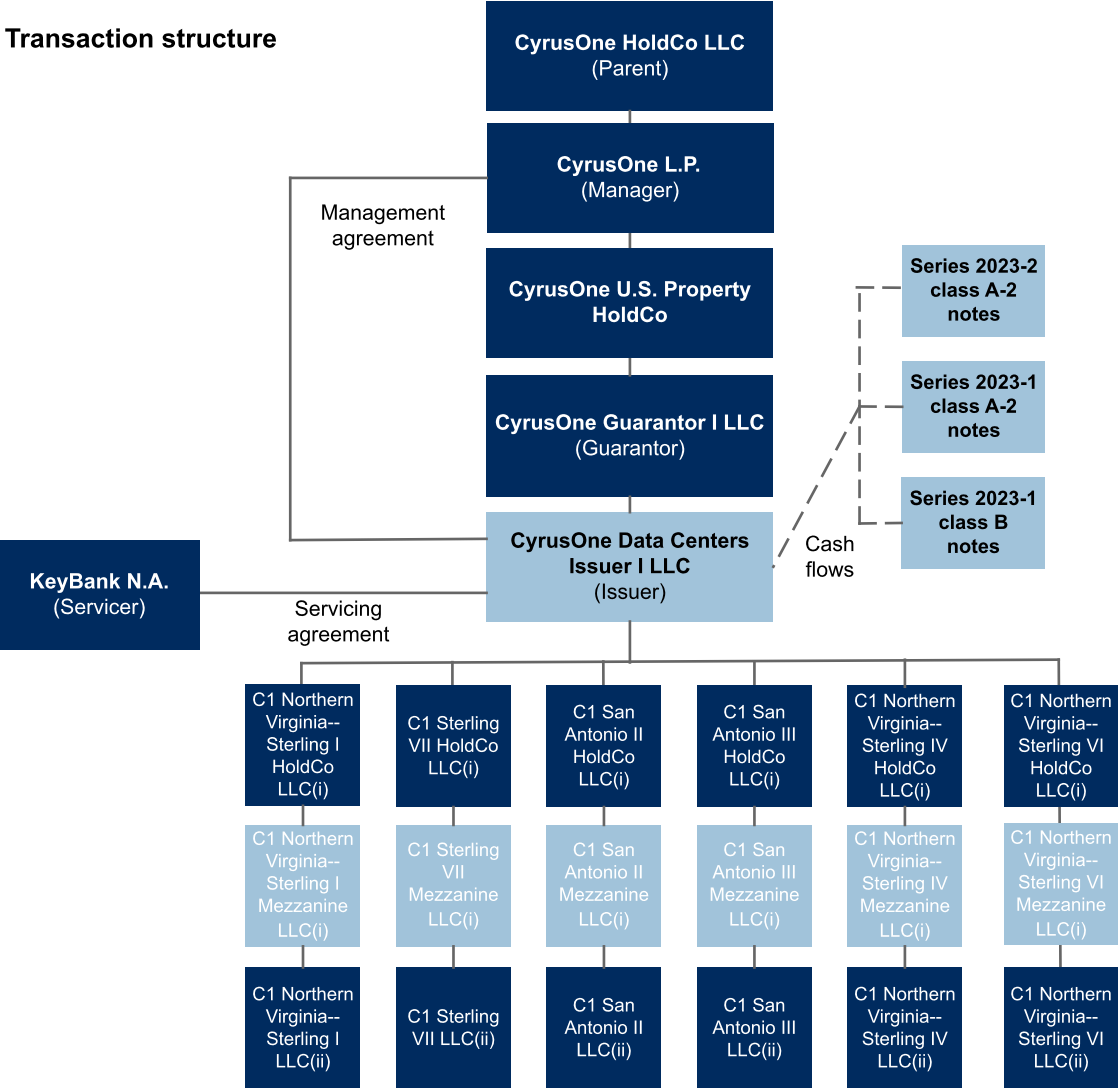 Transaction structure
CyrusOne HoldCo LLC
(Parent)
CyrusOne L.P.
(Manager)
Management
agreement
CyrusOne U.S. Property
HoldCo
Series 2023-2
class A-2
notes
CyrusOne Guarantor I LLC
(Guarantor)
Series 2023-1
class A-2
notes
Series 2023-1
class B
notes
CyrusOne Data Centers
Issuer I LLC
(Issuer)
Cash
flows
KeyBank N.A.
(Servicer)
Servicing
agreement
C1 Northern
Virginia--
Sterling I
HoldCo
LLC(i)
C1 Sterling
VII HoldCo
LLC(i)
C1 San
Antonio II
HoldCo
LLC(i)
C1 San
Antonio III
HoldCo
LLC(i)
C1 Northern
Virginia--
Sterling IV
HoldCo
LLC(i)
C1 Northern
Virginia--
Sterling VI
HoldCo
LLC(i)
C1 Northern
Virginia--
Sterling I
Mezzanine
LLC(i)
C1 Sterling
VII
Mezzanine
LLC(i)
C1 San
Antonio II
Mezzanine
LLC(i)
C1 San
Antonio III
Mezzanine
LLC(i)
C1 Northern
Virginia--
Sterling IV
Mezzanine
LLC(i)
C1 Northern
Virginia--
Sterling VI
Mezzanine
LLC(i)
C1 Northern
Virginia--
Sterling I
LLC(ii)
C1 Sterling
VII LLC(ii)
C1 San
Antonio II
LLC(ii)
C1 San
Antonio III
LLC(ii)
C1 Northern
Virginia--
Sterling IV
LLC(ii)
C1 Northern
Virginia--
Sterling VI
LLC(ii)